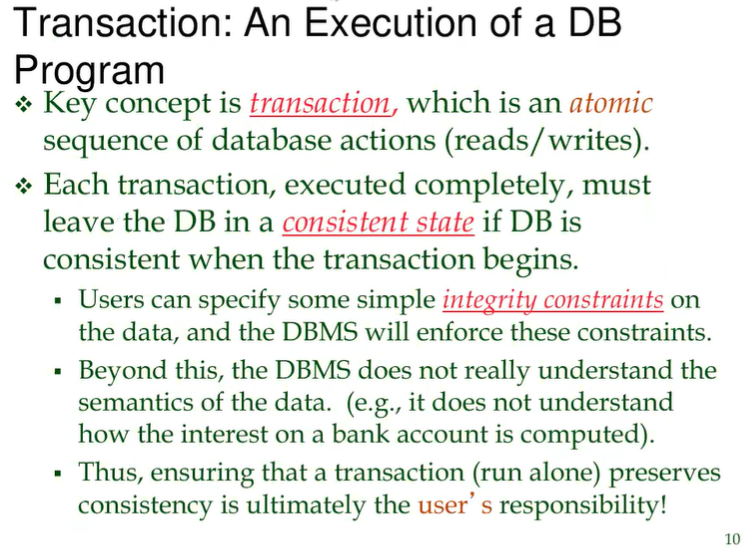 Transaction: An Execution of a DB
Program
❖ Key concept is transaction, which is an atomic
sequence of database actions (reads/writes).
❖ Each transaction, executed completely, must
leave the DB in a consistent state if DB is
consistent when the transaction begins.
▪ Users can specify some simple integrity constraints on
the data, and the DBMS will enforce these constraints.
▪ Beyond this, the DBMS does not really understand the
semantics of the data.  (e.g., it does not understand
how the interest on a bank account is computed).
▪ Thus, ensuring that a transaction (run alone) preserves
consistency is ultimately the user’s responsibility!
10